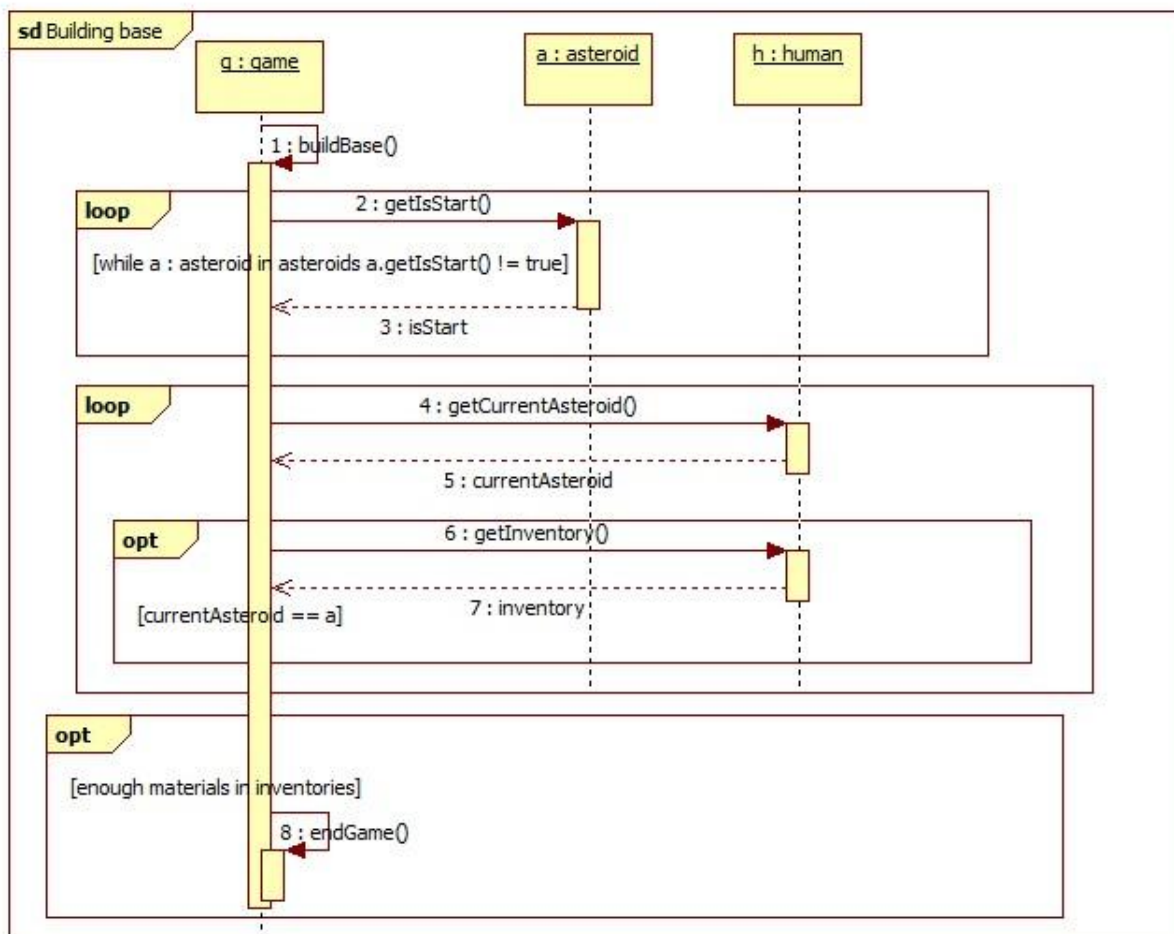 sd Building base
g : game
a : asteroid
h : human
1 : buildBase()
loop
2 : getIsStart()
[while a : asteroid in asteroids a.getIsStart() != true]
3 : isStart
loop
4 : getCurrentAsteroid()
5 : currentAsteroid
opt
6 : getInventory()
7 : inventory
[currentAsteroid == a]
opt
[enough materials in inventories]
8 : endGame()